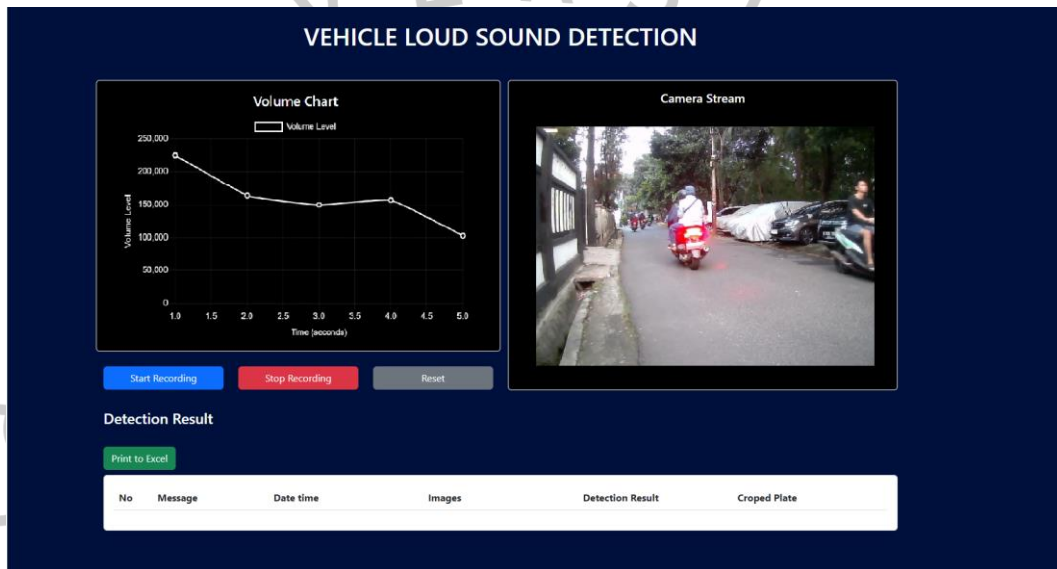 VEHICLE LOUD SOUND DETECTION
Volume Chart
Volume Level
250,000
200,000
150,000
100,000
50,000
0
Volume Level
1.0 1.5 2.0 2.5 3.0 3.5 4.0 4.5 5.0
Time (seconds)
Camera Stream
Start Recording Stop Recording Reset
Detection Result
Print to Excel
No Message Date time Images Detection Result Croped Plate